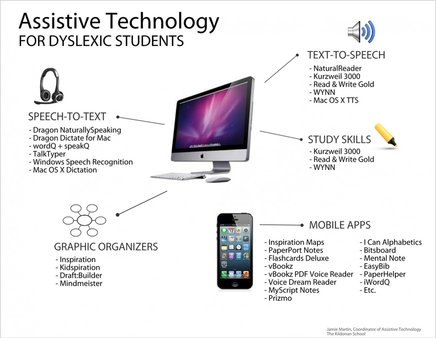 Assistive Technology
FOR DYSLEXIC STUDENTS
TEXT-TO-SPEECH
- NaturalReader
- Kurzweil 3000
- Read & Write Gold
- WYNN
- Mac OS X TTS
SPEECH-TO-TEXT
- Dragon NaturallySpeaking
- Dragon Dictate for Mac
- wordQ + speakQ
- TalkTyper
- Windows Speech Recognition
- Mac OS X Dictation
STUDY SKILLS
- Kurzweil 3000
- Read & Write Gold
- WYNN
GRAPHIC ORGANIZERS
- Inspiration
- Kidspiration
- Draft:Builder
- Mindmeister
MOBILE APPS
- Inspiration Maps
- PaperPort Notes
- Flashcards Deluxe
- vBookz
- vBookz PDF Voice Reader
- Voice Dream Reader
- MyScript Notes
- Prizmo
- I Can Alphabetics
- Bitsboard
- Mental Note
- EasyBib
- PaperHelper
- iWordQ
- Etc.
Jamie Martin, Coordinator of Assistive Technology
The Kildonan School